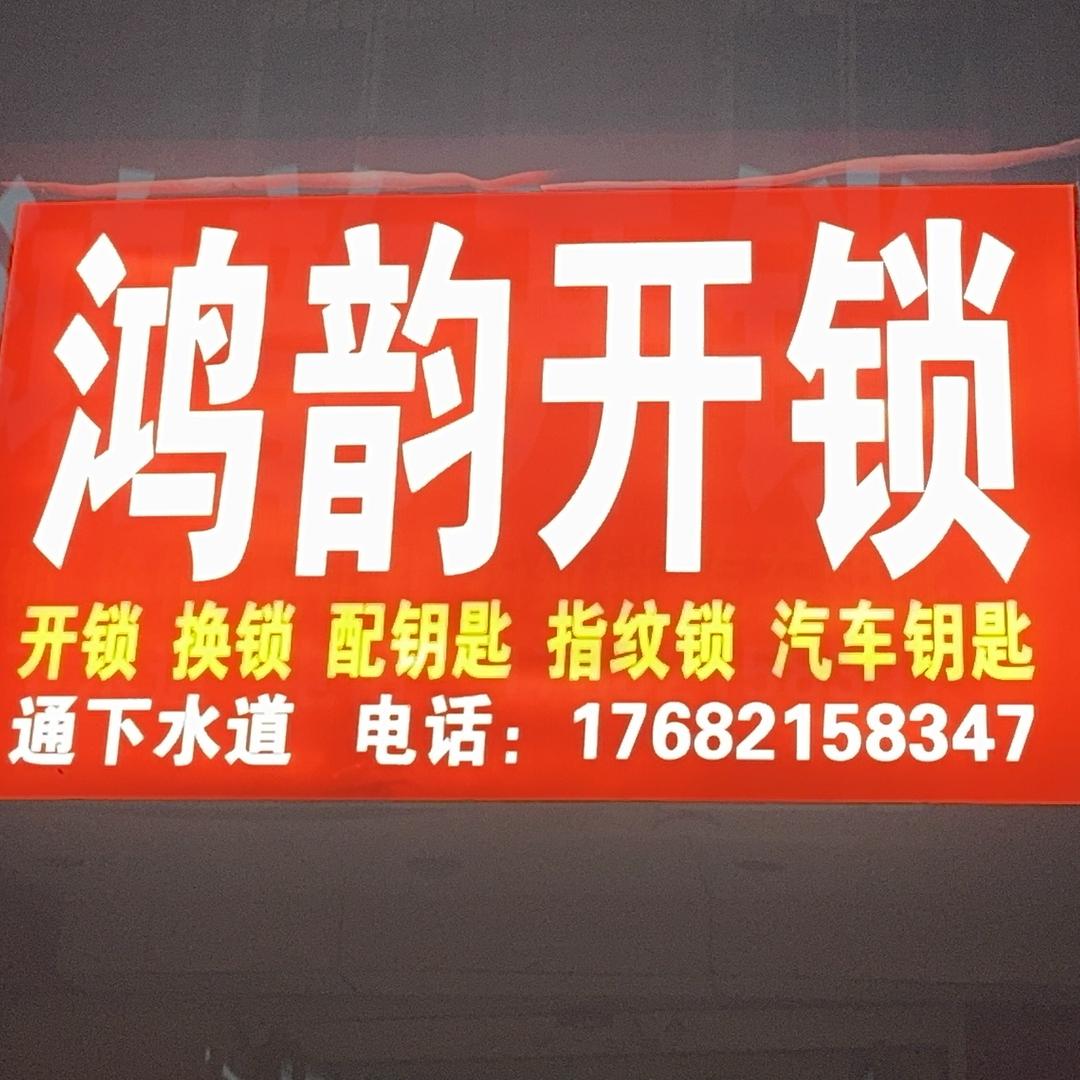 鸿韵开锁
开锁 换锁 配钥匙 指纹锁 汽车钥匙
通下水道 电话：17682158347